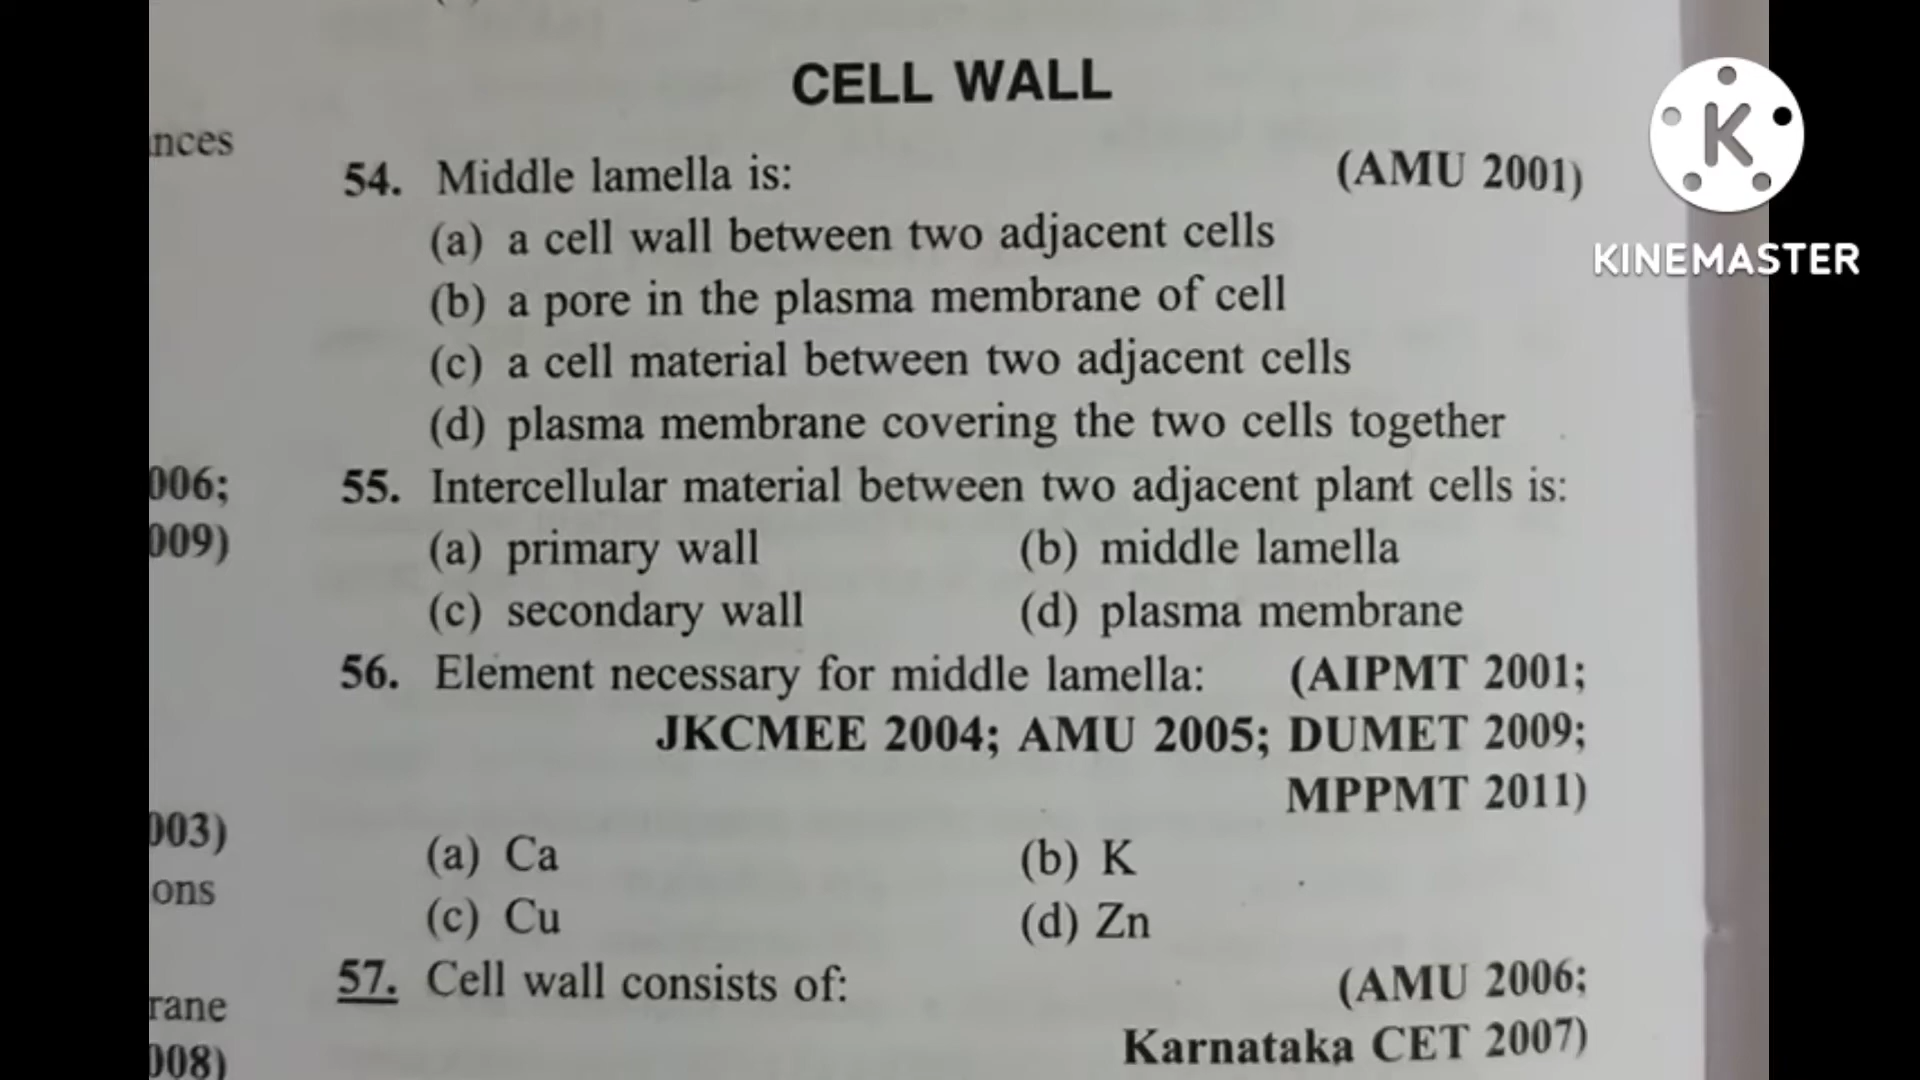 CELL WALL
nces
54. Middle lamella is: (AMU 2001)
(a) a cell wall between two adjacent cells
(b) a pore in the plasma membrane of cell
(c) a cell material between two adjacent cells
(d) plasma membrane covering the two cells together
006;
55. Intercellular material between two adjacent plant cells is:
009)
(a) primary wall (b) middle lamella
(c) secondary wall (d) plasma membrane
56. Element necessary for middle lamella: (AIPMT 2001;
JKCMEE 2004; AMU 2005; DUMET 2009;
MPPMT 2011)
003)
(a) Ca (b) K
ons
(c) Cu (d) Zn
57. Cell wall consists of: (AMU 2006;
rane
Karnataka CET 2007)
008)
K
KINEMASTER